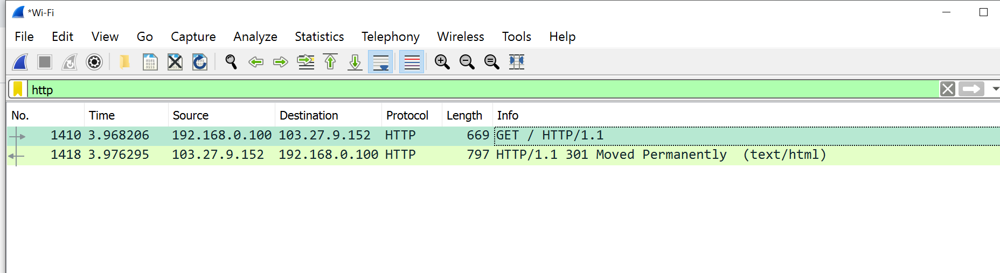 *Wi-Fi
File Edit View Go Capture Analyze Statistics Telephony Wireless Tools Help
http
No. Time Source Destination Protocol Length Info
1410 3.968206 192.168.0.100 103.27.9.152 HTTP 669 GET / HTTP/1.1
1418 3.976295 103.27.9.152 192.168.0.100 HTTP 797 HTTP/1.1 301 Moved Permanently (text/html)